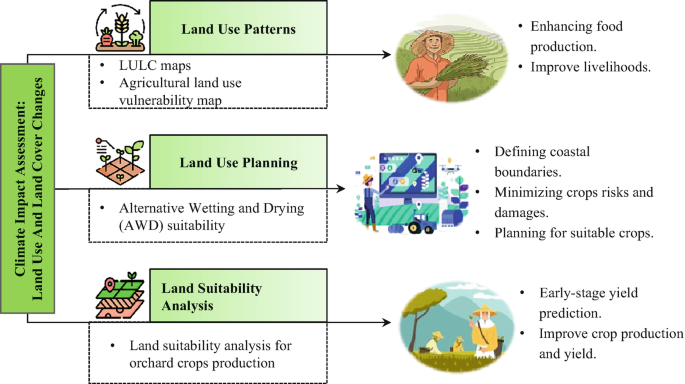 Climate Impact Assessment:
Land Use And Land Cover Changes
Land Use Patterns
• LULC maps
• Agricultural land use
vulnerability map
• Enhancing food
production.
• Improve livelihoods.
Land Use Planning
• Alternative Wetting and Drying
(AWD) suitability
• Defining coastal
boundaries.
• Minimizing crops risks and
damages.
• Planning for suitable crops.
Land Suitability
Analysis
• Land suitability analysis for
orchard crops production
• Early-stage yield
prediction.
• Improve crop production
and yield.